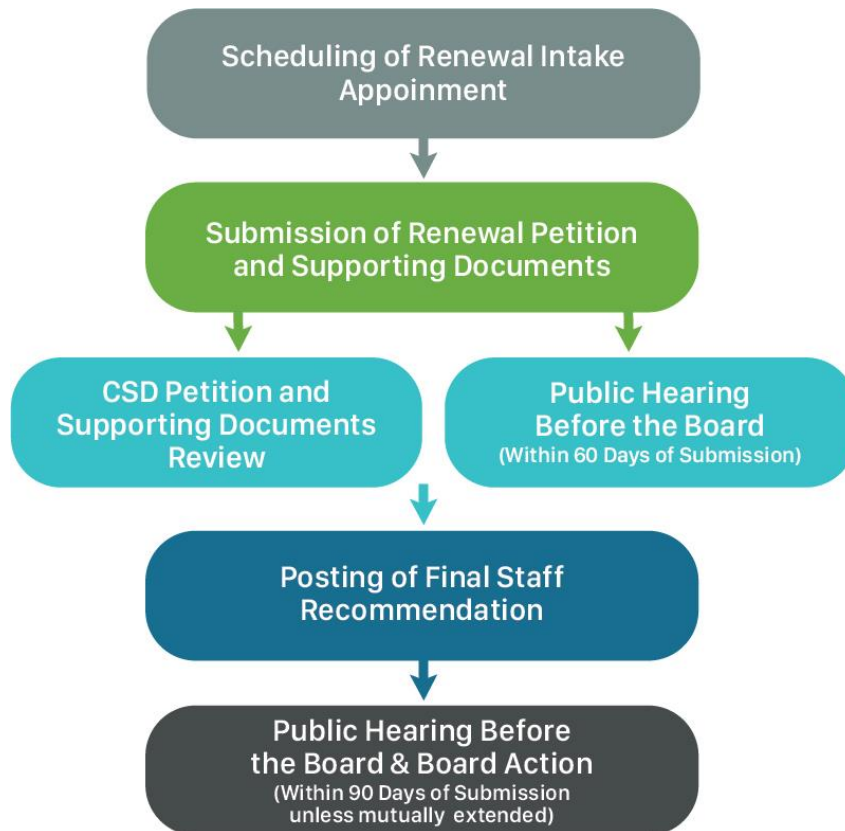 Scheduling of Renewal Intake
Appoinment
Submission of Renewal Petition
and Supporting Documents
CSD Petition and
Supporting Documents
Review
Public Hearing
Before the Board
(Within 60 Days of Submission)
Posting of Final Staff
Recommendation
Public Hearing Before
the Board & Board Action
(Within 90 Days of Submission
unless mutually extended)